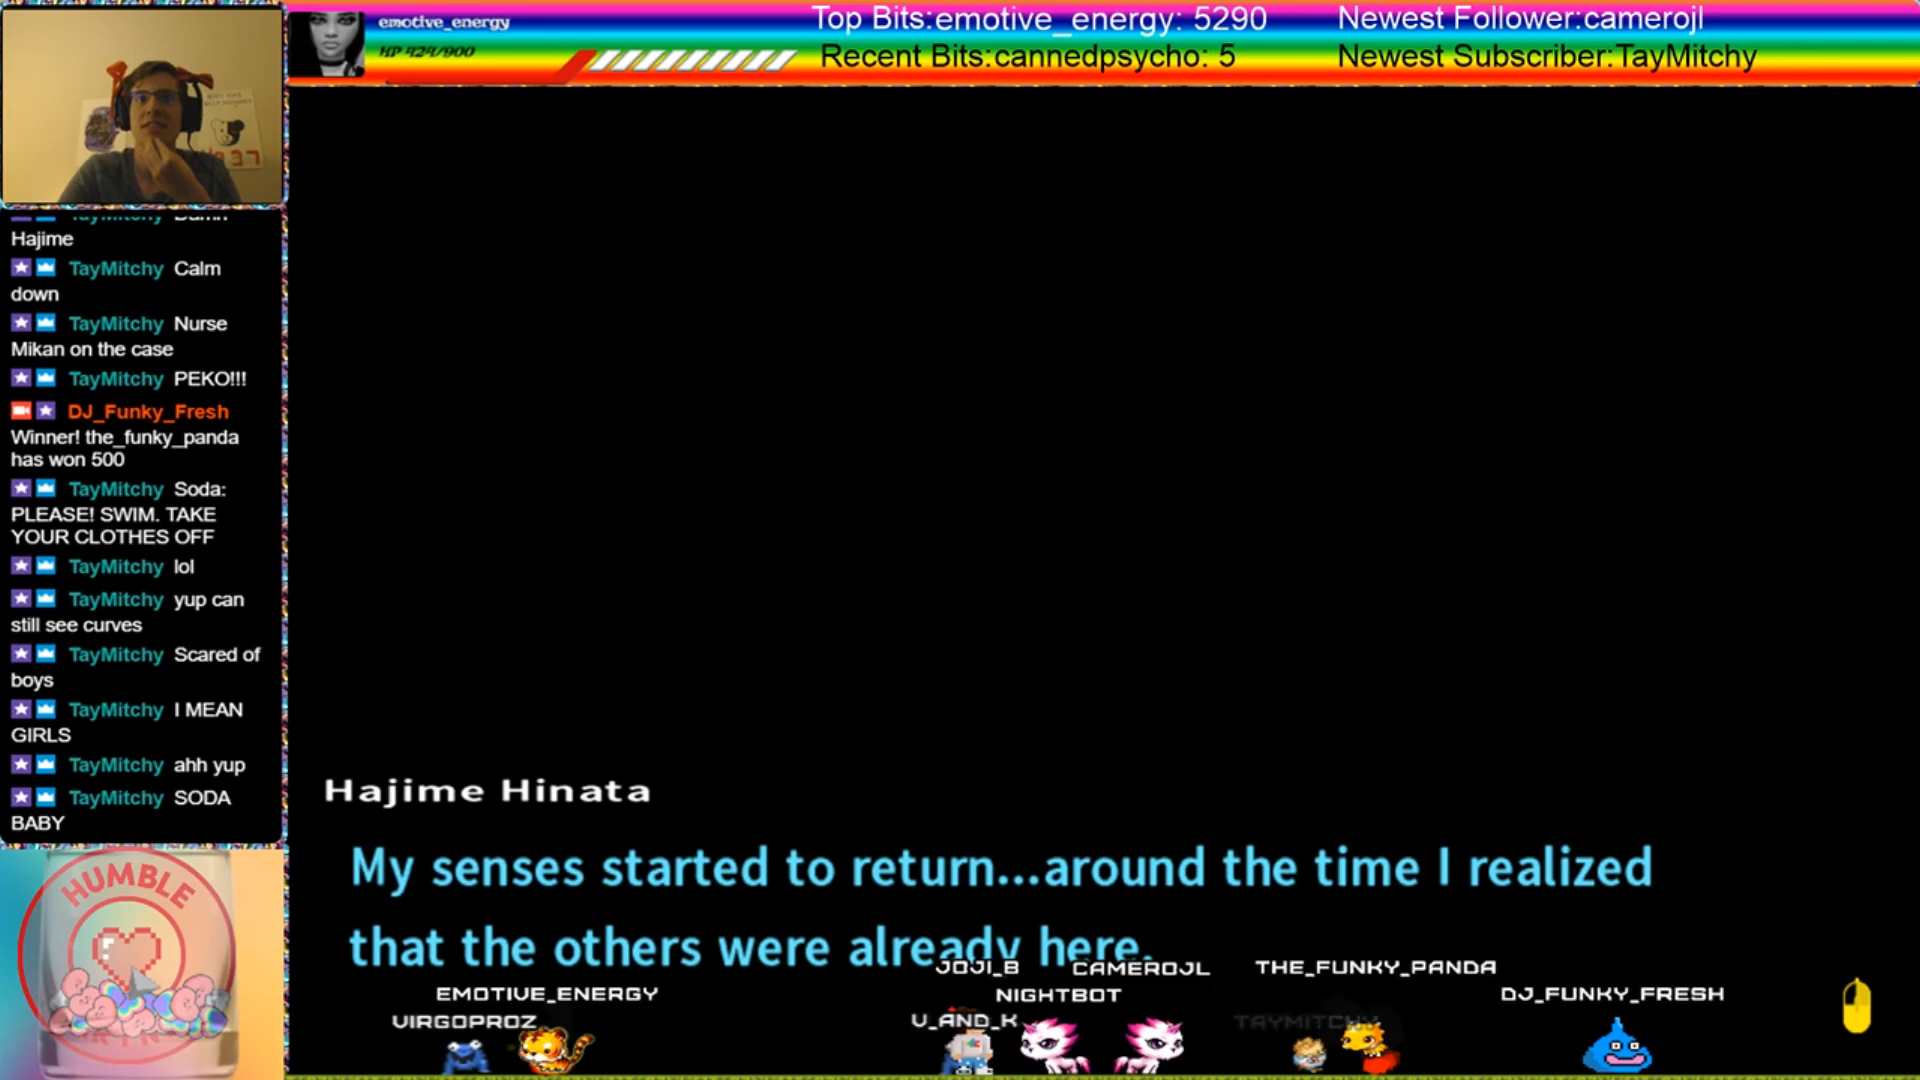 emotive_energy
HP 424/900
Top Bits:emotive_energy: 5290
Newest Follower:camerojl
Recent Bits:cannedpsycho: 5
Newest Subscriber:TayMitchy
TayMitchy Damn
Hajime
TayMitchy Calm
down
TayMitchy Nurse
Mikan on the case
TayMitchy PEKO!!!
DJ_Funky_Fresh
Winner! the_funky_panda
has won 500
TayMitchy Soda:
PLEASE! SWIM. TAKE
YOUR CLOTHES OFF
TayMitchy lol
TayMitchy yup can
still see curves
TayMitchy Scared of
boys
TayMitchy I MEAN
GIRLS
TayMitchy ahh yup
TayMitchy SODA
BABY
HUMBLE
Hajime Hinata
My senses started to return...around the time I realized
that the others were already here.
JOJI_B
CAMEROJL
THE_FUNKY_PANDA
EMOTIVE_ENERGY
NIGHTBOT
DJ_FUNKY_FRESH
VIRGOPROZ
U_AND_K
TAYMITCHY